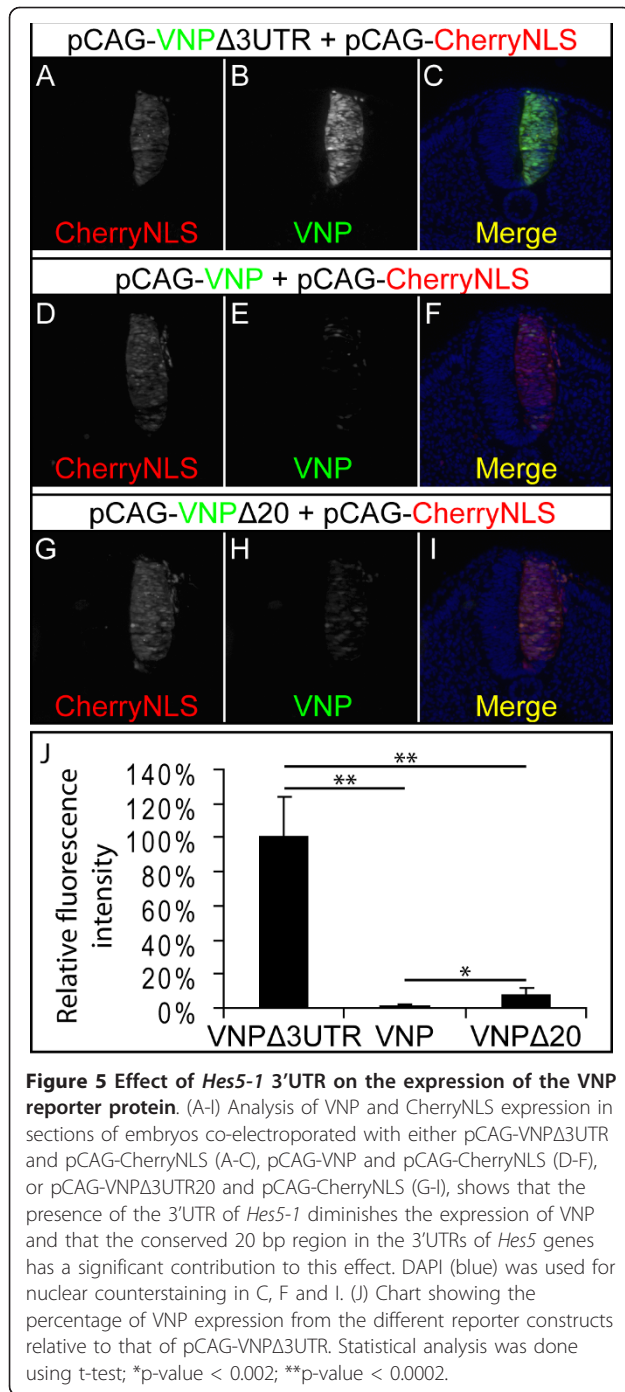 pCAG-VNPΔ3UTR + pCAG-CherryNLS
A B C
CherryNLS VNP Merge
pCAG-VNP + pCAG-CherryNLS
D E F
CherryNLS VNP Merge
pCAG-VNPΔ20 + pCAG-CherryNLS
G H I
CherryNLS VNP Merge
J
Relative fluorescence
intensity
140%
120%
100%
80%
60%
40%
20%
0%
**
**
*
VNPΔ3UTR VNP VNPΔ20
Figure 5 Effect of Hes5-1 3'UTR on the expression of the VNP
reporter protein. (A-I) Analysis of VNP and CherryNLS expression in
sections of embryos co-electroporated with either pCAG-VNPΔ3UTR
and pCAG-CherryNLS (A-C), pCAG-VNP and pCAG-CherryNLS (D-F),
or pCAG-VNPΔ3UTR20 and pCAG-CherryNLS (G-I), shows that the
presence of the 3'UTR of Hes5-1 diminishes the expression of VNP
and that the conserved 20 bp region in the 3'UTRs of Hes5 genes
has a significant contribution to this effect. DAPI (blue) was used for
nuclear counterstaining in C, F and I. (J) Chart showing the
percentage of VNP expression from the different reporter constructs
relative to that of pCAG-VNPΔ3UTR. Statistical analysis was done
using t-test; *p-value < 0.002; **p-value < 0.0002.